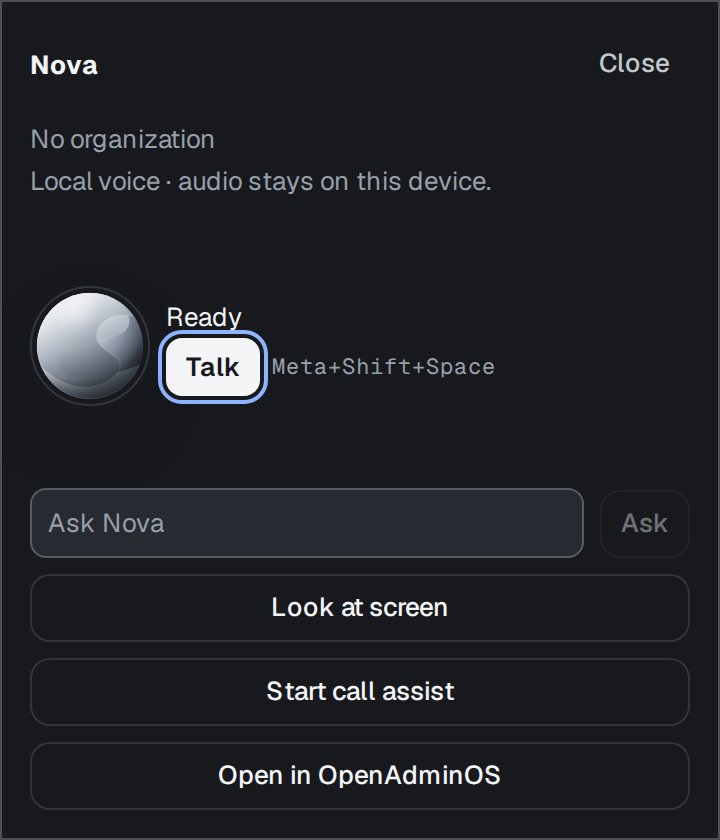 Nova
Close
No organization
Local voice · audio stays on this device.
Ready
Talk Meta+Shift+Space
Ask Nova
Ask
Look at screen
Start call assist
Open in OpenAdminOS